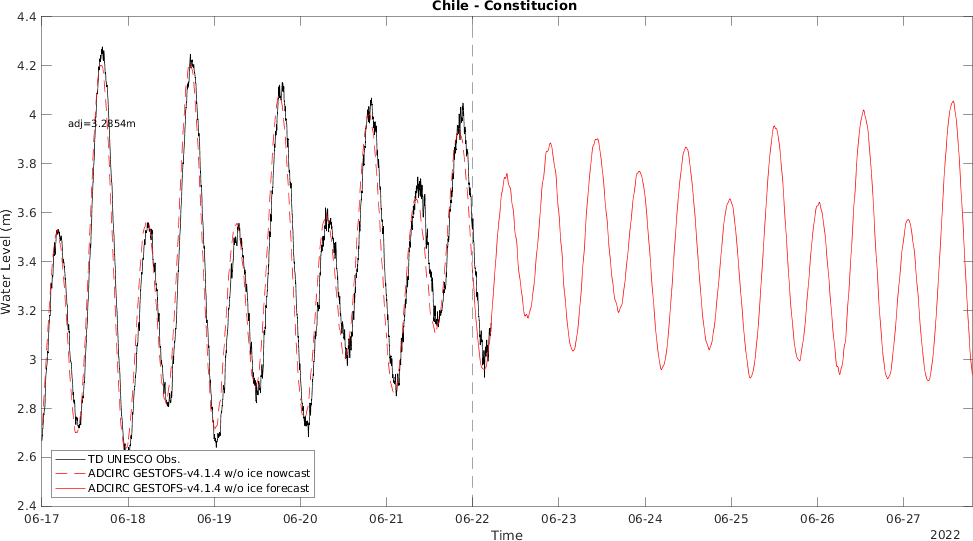 Chile - Constitucion
4.4
4.2
4
3.8
3.6
3.4
3.2
3
2.8
2.6
2.4
Water Level (m)
adj=3.2854m
TD UNESCO Obs.
ADCIRC GESTOFS-v4.1.4 w/o ice nowcast
ADCIRC GESTOFS-v4.1.4 w/o ice forecast
06-17 06-18 06-19 06-20 06-21 06-22 06-23 06-24 06-25 06-26 06-27
Time
2022